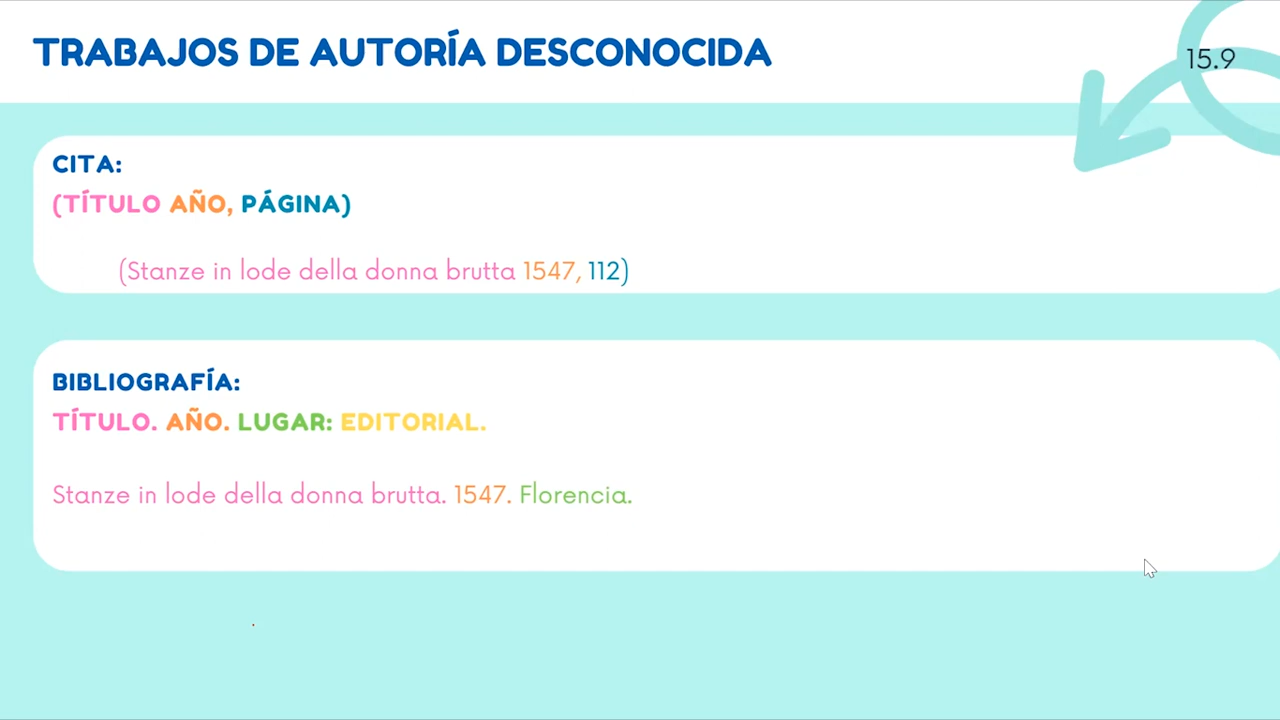 TRABAJOS DE AUTORÍA DESCONOCIDA
15.9
CITA:
(TÍTULO AÑO, PÁGINA)
(Stanze in lode della donna brutta 1547, 112)
BIBLIOGRAFÍA:
TÍTULO. AÑO. LUGAR: EDITORIAL.
Stanze in lode della donna brutta. 1547. Florencia.